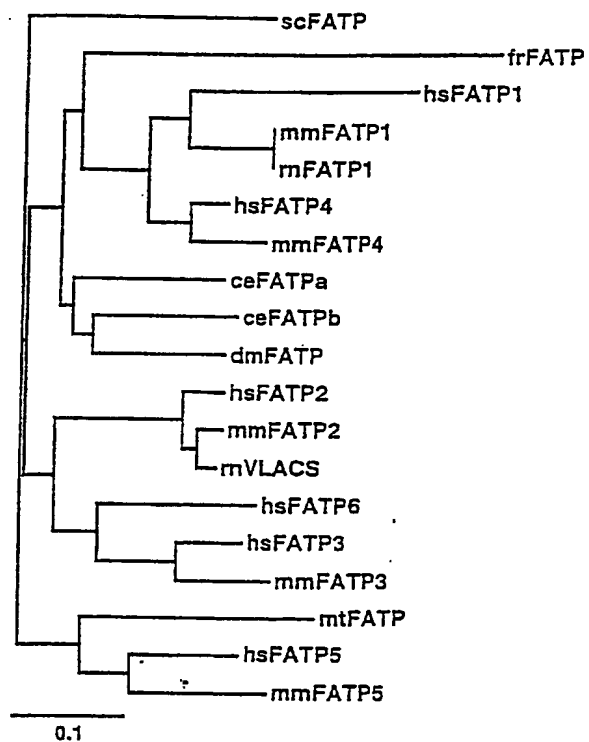 scFATP
frFATP
hsFATP1
mmFATP1
rnFATP1
hsFATP4
mmFATP4
ceFATPa
ceFATPb
dmFATP
hsFATP2
mmFATP2
rnVLACS
hsFATP6
hsFATP3
mmFATP3
mtFATP
hsFATP5
mmFATP5
0.1